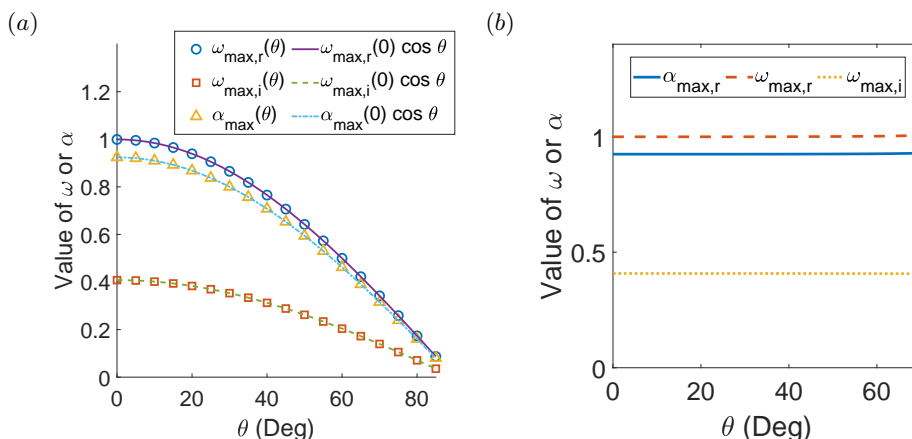 (a)
ω_max,r(θ) ω_max,r(0) cos θ
ω_max,i(θ) ω_max,i(0) cos θ
α_max(θ) α_max(0) cos θ
1.2
1
0.8
0.6
0.4
0.2
0
0 20 40 60 80
θ (Deg)
Value of ω or α
(b)
α_max,r ω_max,r ω_max,i
1
0.5
0
0 20 40 60
θ (Deg)
Value of ω or α